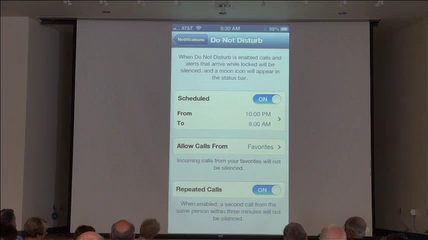 AT&T 5:30 AM
Notifications Do Not Disturb
When Do Not Disturb is enabled calls and
alerts that arrive while locked will be
silenced, and a moon icon will appear in
the status bar.
Scheduled ON
From 10:00 PM
To 6:00 AM
Allow Calls From Favorites
Incoming calls from your favorites will not
be silenced.
Repeated Calls ON
When enabled, a second call from the
same person within three minutes will not
be silenced.